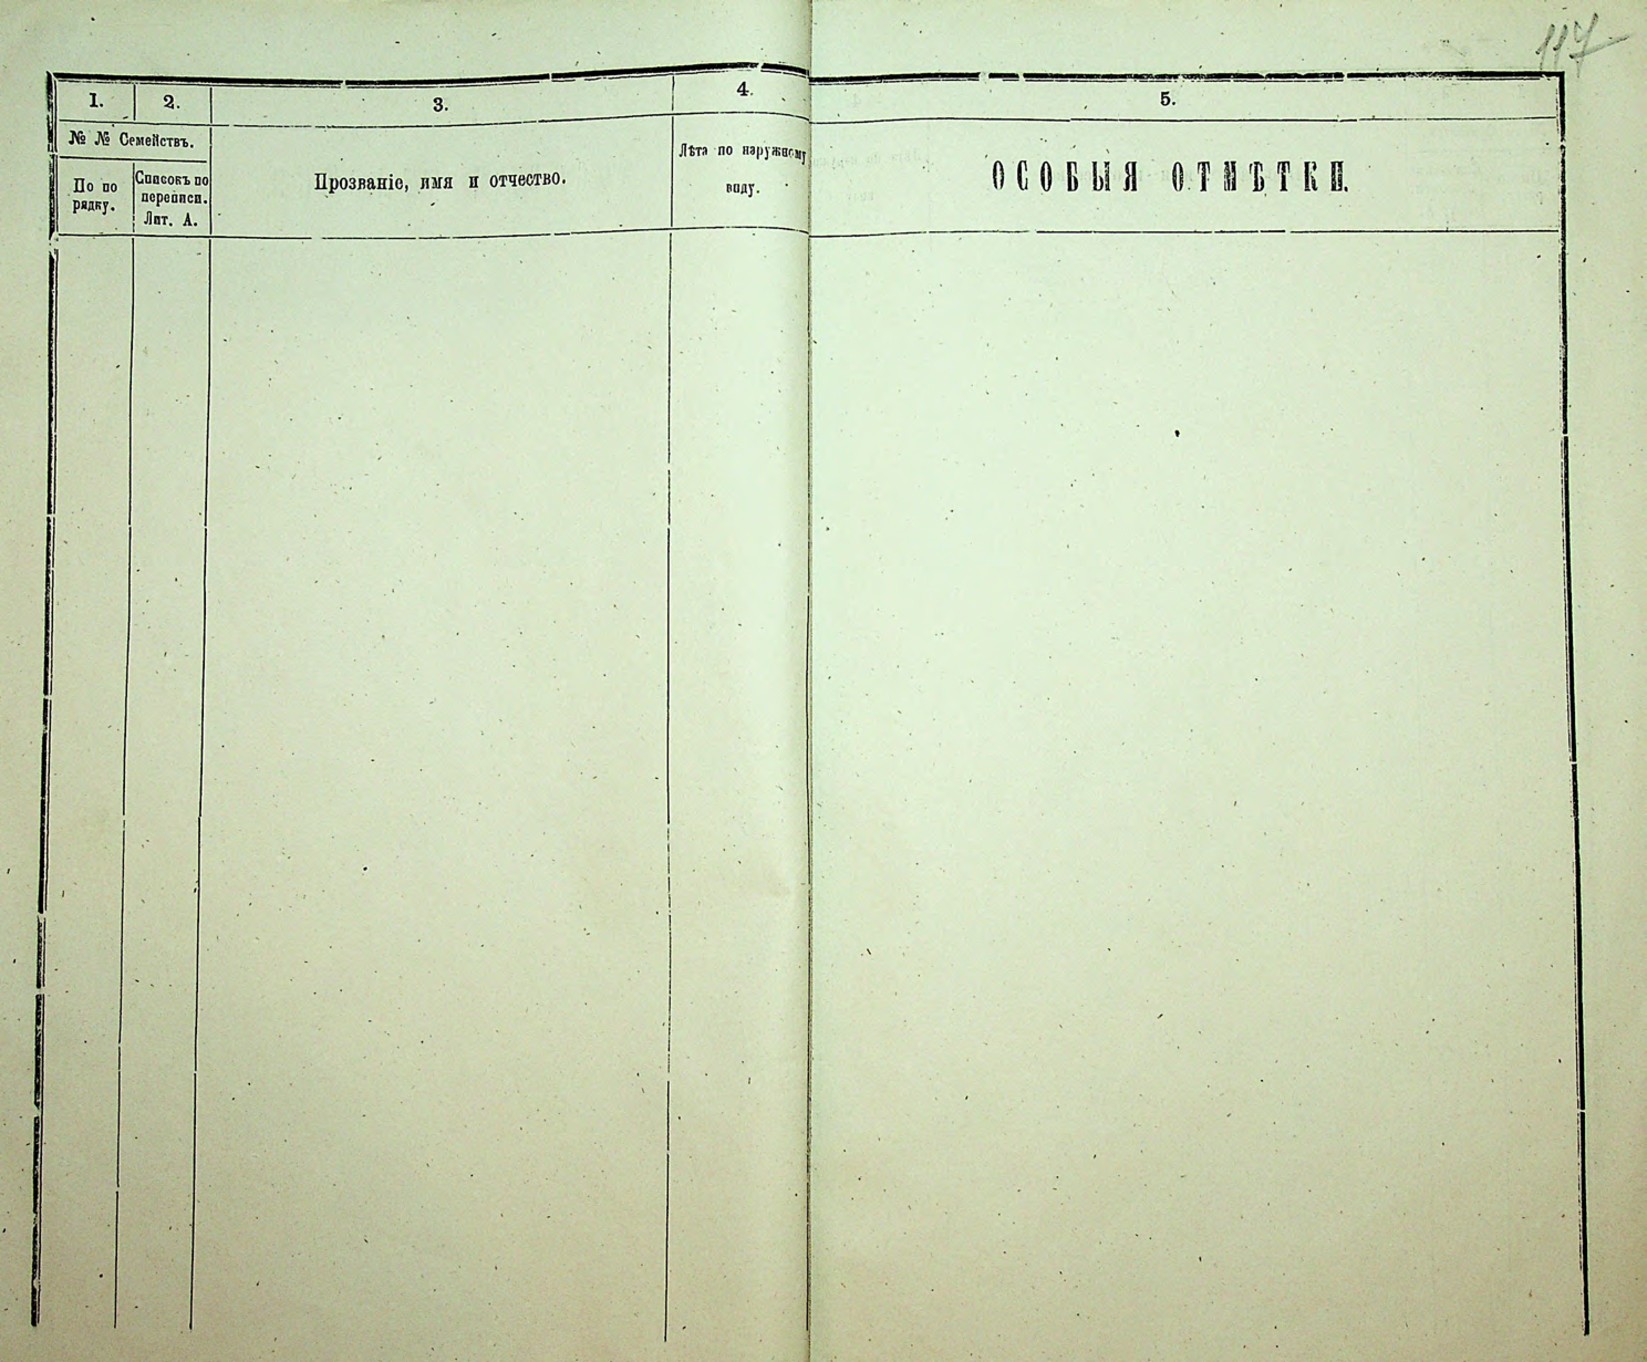 117
1.
2.
3.
4.
5.
№ № Семействъ.
По по
рядку.
Списокъ по
переписи.
Лит. А.
Прозваніе, имя и отчество.
Лѣта по наружному
виду.
ОСОБЫЯ ОТМѢТКИ.